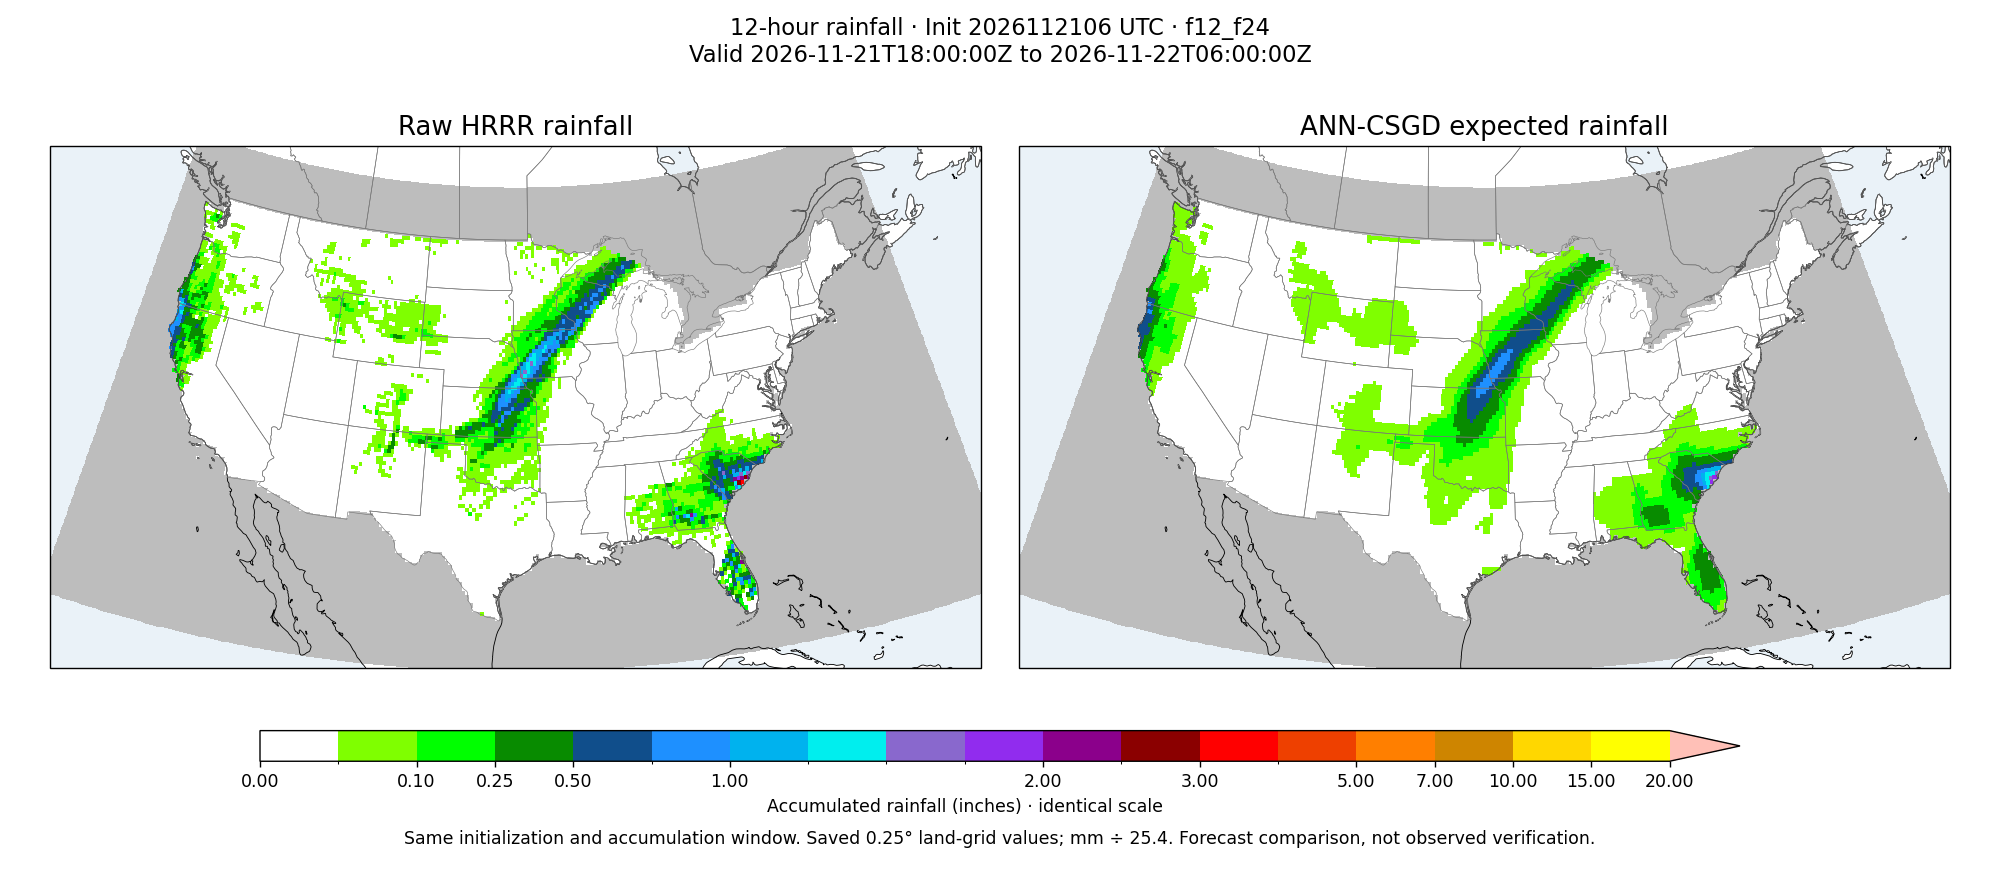 12-hour rainfall · Init 2026112106 UTC · f12_f24
Valid 2026-11-21T18:00:00Z to 2026-11-22T06:00:00Z
Raw HRRR rainfall
ANN-CSGD expected rainfall
0.00 0.10 0.25 0.50 1.00 2.00 3.00 5.00 7.00 10.00 15.00 20.00
Accumulated rainfall (inches) · identical scale
Same initialization and accumulation window. Saved 0.25° land-grid values; mm ÷ 25.4. Forecast comparison, not observed verification.